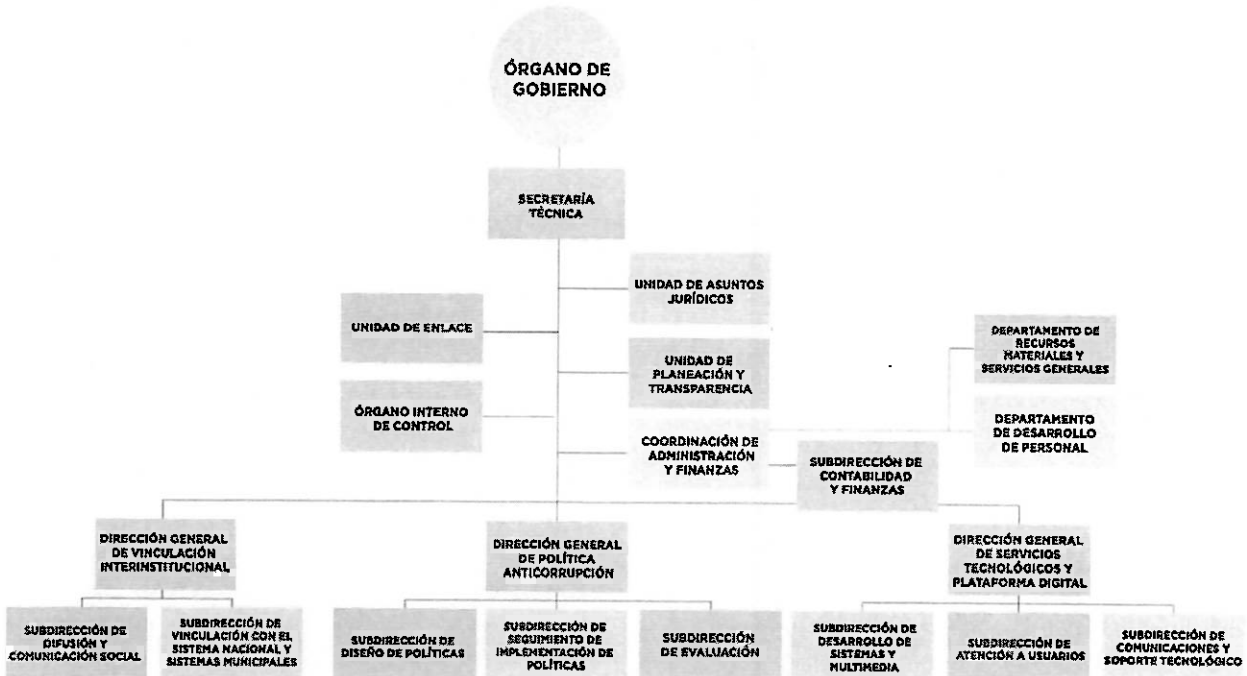 ÓRGANO DE
GOBIERNO
SECRETARÍA
TÉCNICA
UNIDAD DE ASUNTOS
JURÍDICOS
UNIDAD DE ENLACE
UNIDAD DE
PLANEACIÓN Y
TRANSPARENCIA
ÓRGANO INTERNO
DE CONTROL
COORDINACIÓN DE
ADMINISTRACIÓN
Y FINANZAS
DEPARTAMENTO DE
RECURSOS
MATERIALES Y
SERVICIOS GENERALES
DEPARTAMENTO
DE DESARROLLO
DE PERSONAL
SUBDIRECCIÓN DE
CONTABILIDAD
Y FINANZAS
DIRECCIÓN GENERAL
DE VINCULACIÓN
INTERINSTITUCIONAL
DIRECCIÓN GENERAL
DE POLÍTICA
ANTICORRUPCIÓN
DIRECCIÓN GENERAL
DE SERVICIOS
TECNOLÓGICOS Y
PLATAFORMA DIGITAL
SUBDIRECCIÓN DE
DIFUSIÓN Y
COMUNICACIÓN SOCIAL
SUBDIRECCIÓN DE
VINCULACIÓN CON EL
SISTEMA NACIONAL Y
SISTEMAS MUNICIPALES
SUBDIRECCIÓN DE
DISEÑO DE POLÍTICAS
SUBDIRECCIÓN DE
SEGUIMIENTO DE
IMPLEMENTACIÓN DE
POLÍTICAS
SUBDIRECCIÓN
DE EVALUACIÓN
SUBDIRECCIÓN DE
DESARROLLO DE
SISTEMAS Y
MULTIMEDIA
SUBDIRECCIÓN DE
ATENCIÓN A USUARIOS
SUBDIRECCIÓN DE
COMUNICACIONES Y
SOPORTE TECNOLÓGICO